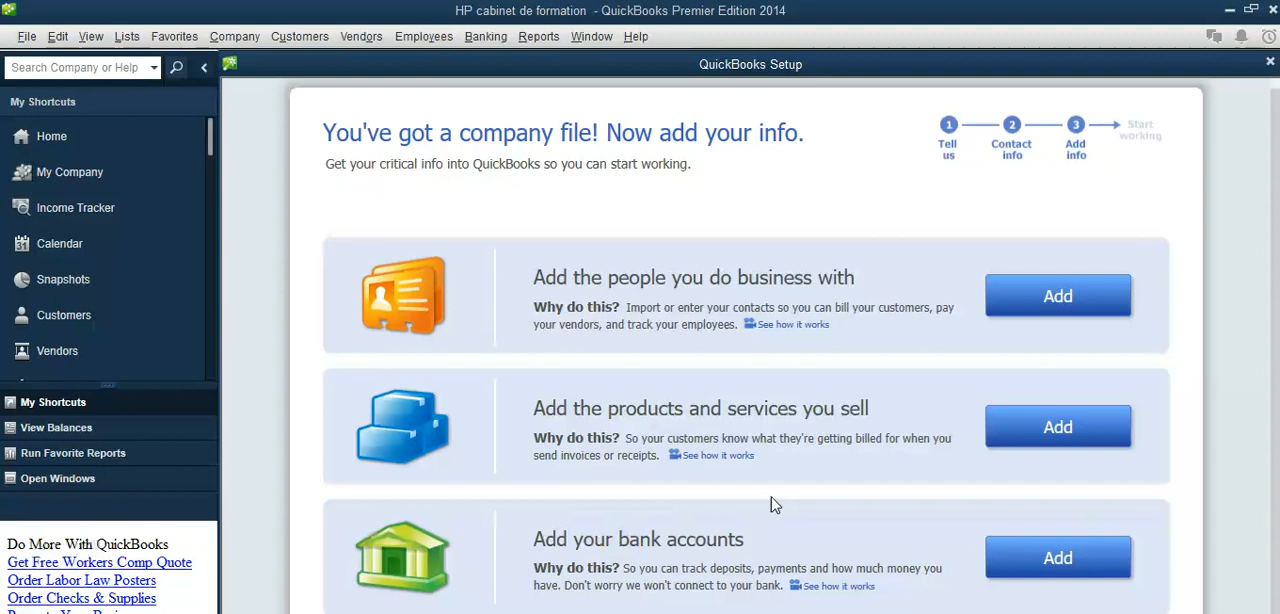 HP cabinet de formation - QuickBooks Premier Edition 2014
File Edit View Lists Favorites Company Customers Vendors Employees Banking Reports Window Help
Search Company or Help
QuickBooks Setup
My Shortcuts
Home
My Company
Income Tracker
Calendar
Snapshots
Customers
Vendors
My Shortcuts
View Balances
Run Favorite Reports
Open Windows
Do More With QuickBooks
Get Free Workers Comp Quote
Order Labor Law Posters
Order Checks & Supplies
You've got a company file! Now add your info.
Get your critical info into QuickBooks so you can start working.
1 2 3 Start working
Tell us
Contact info
Add info
Add the people you do business with
Why do this? Import or enter your contacts so you can bill your customers, pay
your vendors, and track your employees. See how it works
Add
Add the products and services you sell
Why do this? So your customers know what they're getting billed for when you
send invoices or receipts. See how it works
Add
Add your bank accounts
Why do this? So you can track deposits, payments and how much money you
have. Don't worry we won't connect to your bank. See how it works
Add